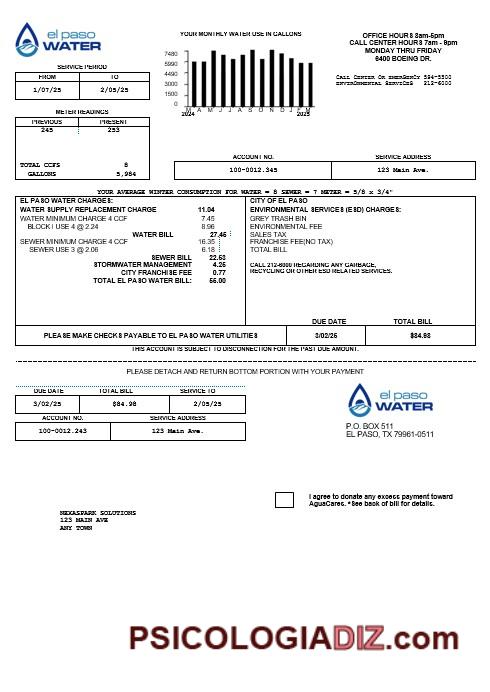 el paso
WATER
YOUR MONTHLY WATER USE IN GALLONS
7480
5990
4490
3000
1500
0
M A M J J A S O N D J F M
2024 2025
OFFICE HOURS 8am-5pm
CALL CENTER HOURS 7am - 9pm
MONDAY THRU FRIDAY
6400 BOEING DR.
CALL CENTER OR EMERGENCY 594-5500
ENVIRONMENTAL SERVICES 212-6000
SERVICE PERIOD
FROM TO
1/07/25 2/05/25
METER READINGS
PREVIOUS PRESENT
245 253
TOTAL CCFS 8
GALLONS 5,984
ACCOUNT NO. SERVICE ADDRESS
100-0012.345 123 Main Ave.
YOUR AVERAGE WINTER CONSUMPTION FOR WATER = 8 SEWER = 7 METER = 5/8 x 3/4"
EL PASO WATER CHARGES:
WATER SUPPLY REPLACEMENT CHARGE 11.04
WATER MINIMUM CHARGE 4 CCF 7.45
BLOCK I USE 4 @ 2.24 8.96
WATER BILL 27.45
SEWER MINIMUM CHARGE 4 CCF 16.35
SEWER USE 3 @ 2.06 6.18
SEWER BILL 22.53
STORMWATER MANAGEMENT 4.25
CITY FRANCHISE FEE 0.77
TOTAL EL PASO WATER BILL: 55.00
CITY OF EL PASO
ENVIRONMENTAL SERVICES (ESD) CHARGES:
GREY TRASH BIN
ENVIRONMENTAL FEE
SALES TAX
FRANCHISE FEE(NO TAX)
TOTAL BILL
CALL 212-6000 REGARDING ANY GARBAGE,
RECYCLING OR OTHER ESD RELATED SERVICES.
DUE DATE TOTAL BILL
PLEASE MAKE CHECKS PAYABLE TO EL PASO WATER UTILITIES 3/02/25 $84.98
THIS ACCOUNT IS SUBJECT TO DISCONNECTION FOR THE PAST DUE AMOUNT.
PLEASE DETACH AND RETURN BOTTOM PORTION WITH YOUR PAYMENT
DUE DATE TOTAL BILL SERVICE TO
3/02/25 $84.98 2/05/25
ACCOUNT NO. SERVICE ADDRESS
100-0012.243 123 Main Ave.
el paso
WATER
P.O. BOX 511
EL PASO, TX 79961-0511
I agree to donate any excess payment toward
AguaCares. *See back of bill for details.
NEXASPARK SOLUTIONS
123 MAIN AVE
ANY TOWN
PSICOLOGIADIZ.com